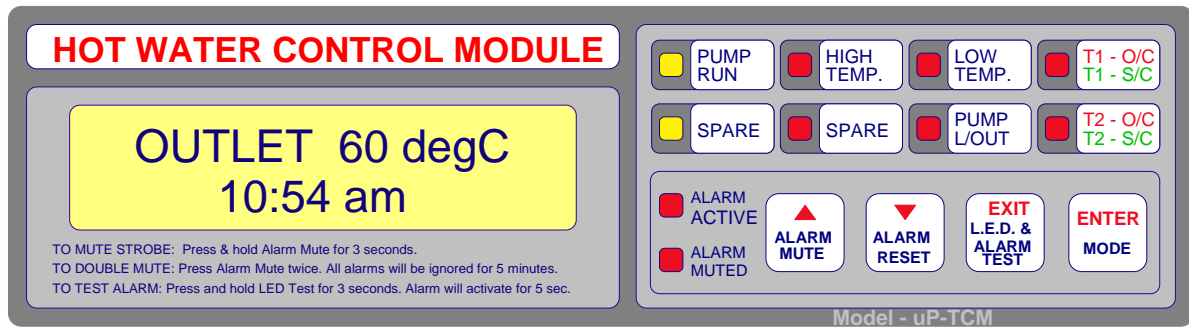 HOT WATER CONTROL MODULE
OUTLET 60 degC
10:54 am
TO MUTE STROBE: Press & hold Alarm Mute for 3 seconds.
TO DOUBLE MUTE: Press Alarm Mute twice. All alarms will be ignored for 5 minutes.
TO TEST ALARM: Press and hold LED Test for 3 seconds. Alarm will activate for 5 sec.
PUMP
RUN
HIGH
TEMP.
LOW
TEMP.
T1 - O/C
T1 - S/C
SPARE
SPARE
PUMP
L/OUT
T2 - O/C
T2 - S/C
ALARM
ACTIVE
ALARM
MUTED
ALARM
MUTE
ALARM
RESET
EXIT
L.E.D. &
ALARM
TEST
ENTER
MODE
Model - uP-TCM